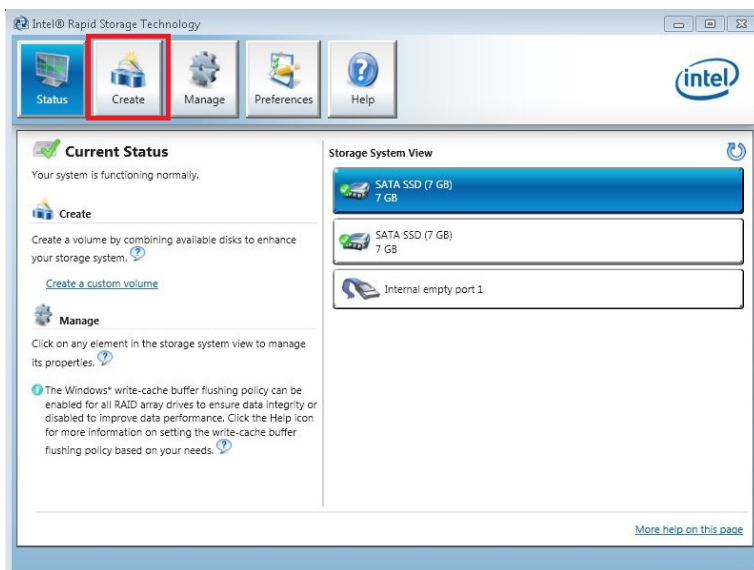 Intel® Rapid Storage Technology
Status
Create
Manage
Preferences
Help
intel
Current Status
Your system is functioning normally.
Create
Create a volume by combining available disks to enhance
your storage system.
Create a custom volume
Manage
Click on any element in the storage system view to manage
its properties.
The Windows* write-cache buffer flushing policy can be
enabled for all RAID array drives to ensure data integrity or
disabled to improve data performance. Click the Help icon
for more information on setting the write-cache buffer
flushing policy based on your needs.
Storage System View
SATA SSD (7 GB)
7 GB
SATA SSD (7 GB)
7 GB
Internal empty port 1
More help on this page